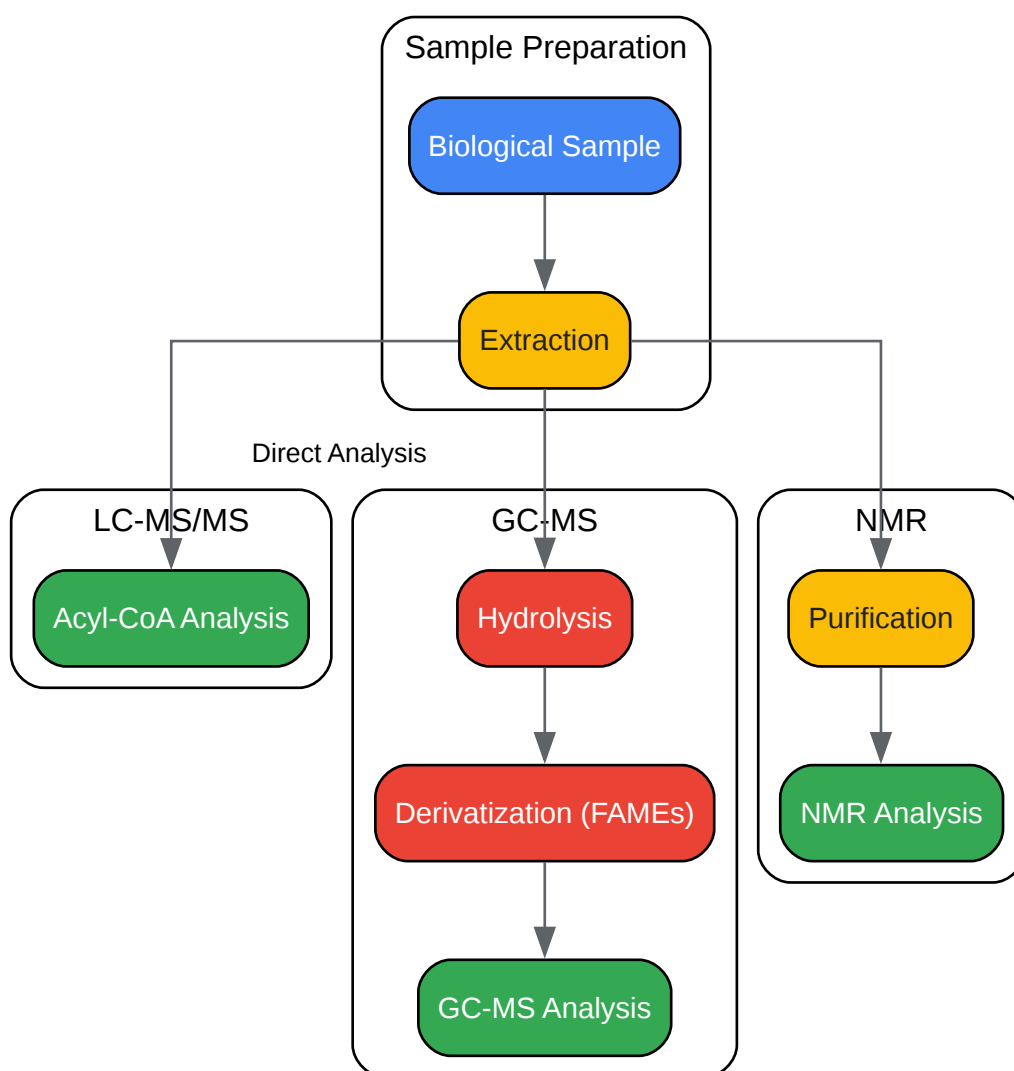 Sample Preparation
Biological Sample
Extraction
Direct Analysis
LC-MS/MS
Acyl-CoA Analysis
GC-MS
Hydrolysis
Derivatization (FAMEs)
GC-MS Analysis
NMR
Purification
NMR Analysis